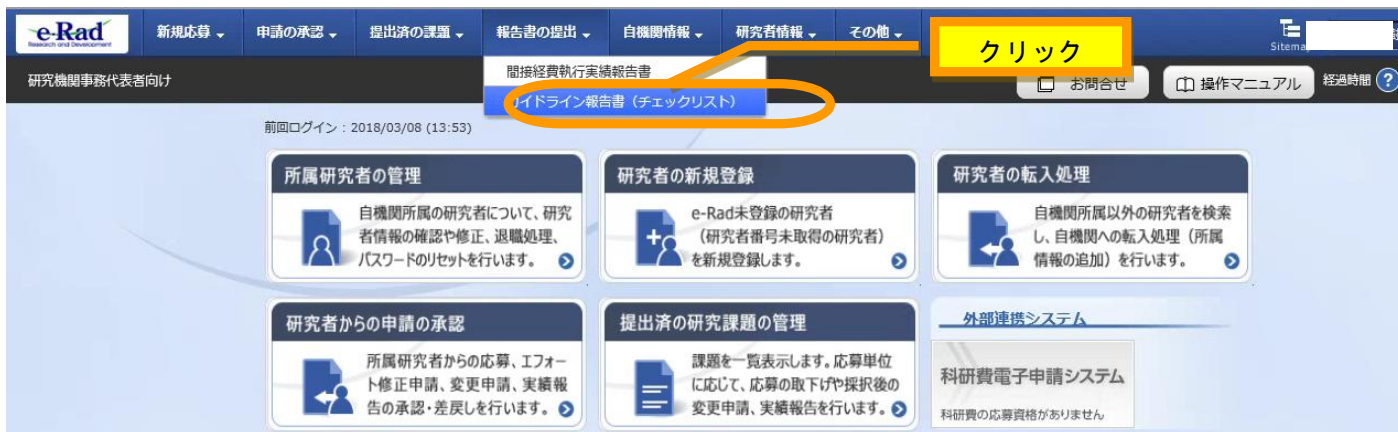 e-Rad
Research and Development
新規応募
申請の承認
提出済の課題
報告書の提出
自機関情報
研究者情報
その他
クリック
Sitema
研究機関事務代表者向け
間接経費執行実績報告書
ガイドライン報告書（チェックリスト）
お問合せ
操作マニュアル
経過時間
?
前回ログイン：2018/03/08 (13:53)
所属研究者の管理
自機関所属の研究者について、研究
者情報の確認や修正、退職処理、
パスワードのリセットを行います。
研究者の新規登録
e-Rad未登録の研究者
（研究者番号未取得の研究者）
を新規登録します。
研究者の転入処理
自機関所属以外の研究者を検索
し、自機関への転入処理（所属
情報の追加）を行います。
研究者からの申請の承認
所属研究者からの応募、エフォー
ト修正申請、変更申請、実績報
告の承認・差戻しを行います。
提出済の研究課題の管理
課題を一覧表示します。応募単位
に応じて、応募の取下げや採択後の
変更申請、実績報告を行います。
外部連携システム
科研費電子申請システム
科研費の応募資格がありません